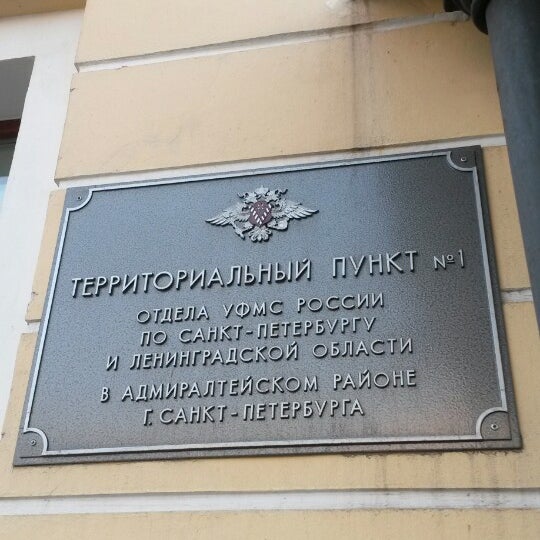 ТЕРРИТОРИАЛЬНЫЙ ПУНКТ №1
ОТДЕЛА УФМС РОССИИ
ПО САНКТ-ПЕТЕРБУРГУ
И ЛЕНИНГРАДСКОЙ ОБЛАСТИ
В АДМИРАЛТЕЙСКОМ РАЙОНЕ
Г. САНКТ-ПЕТЕРБУРГА